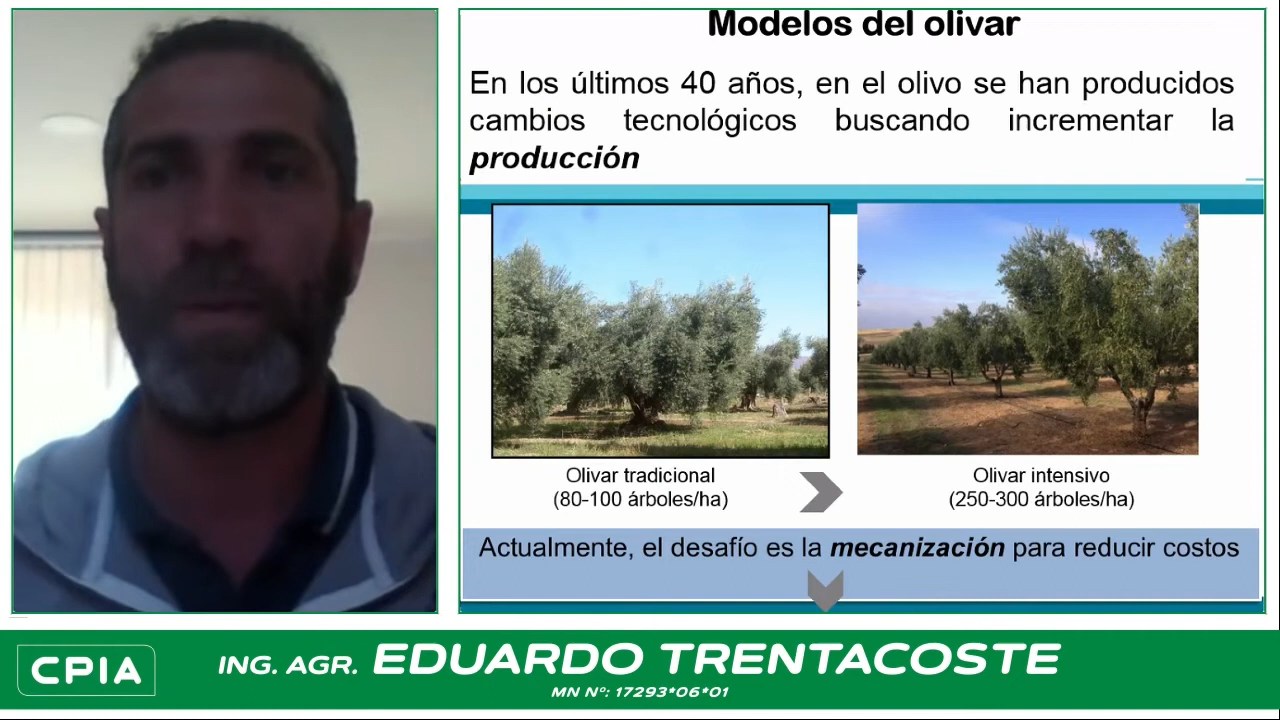 Modelos del olivar
En los últimos 40 años, en el olivo se han producidos
cambios tecnológicos buscando incrementar la
producción
Olivar tradicional
(80-100 árboles/ha)
Olivar intensivo
(250-300 árboles/ha)
Actualmente, el desafío es la mecanización para reducir costos
CPIA
ING. AGR. EDUARDO TRENTACOSTE
MN Nº: 17293*06*01